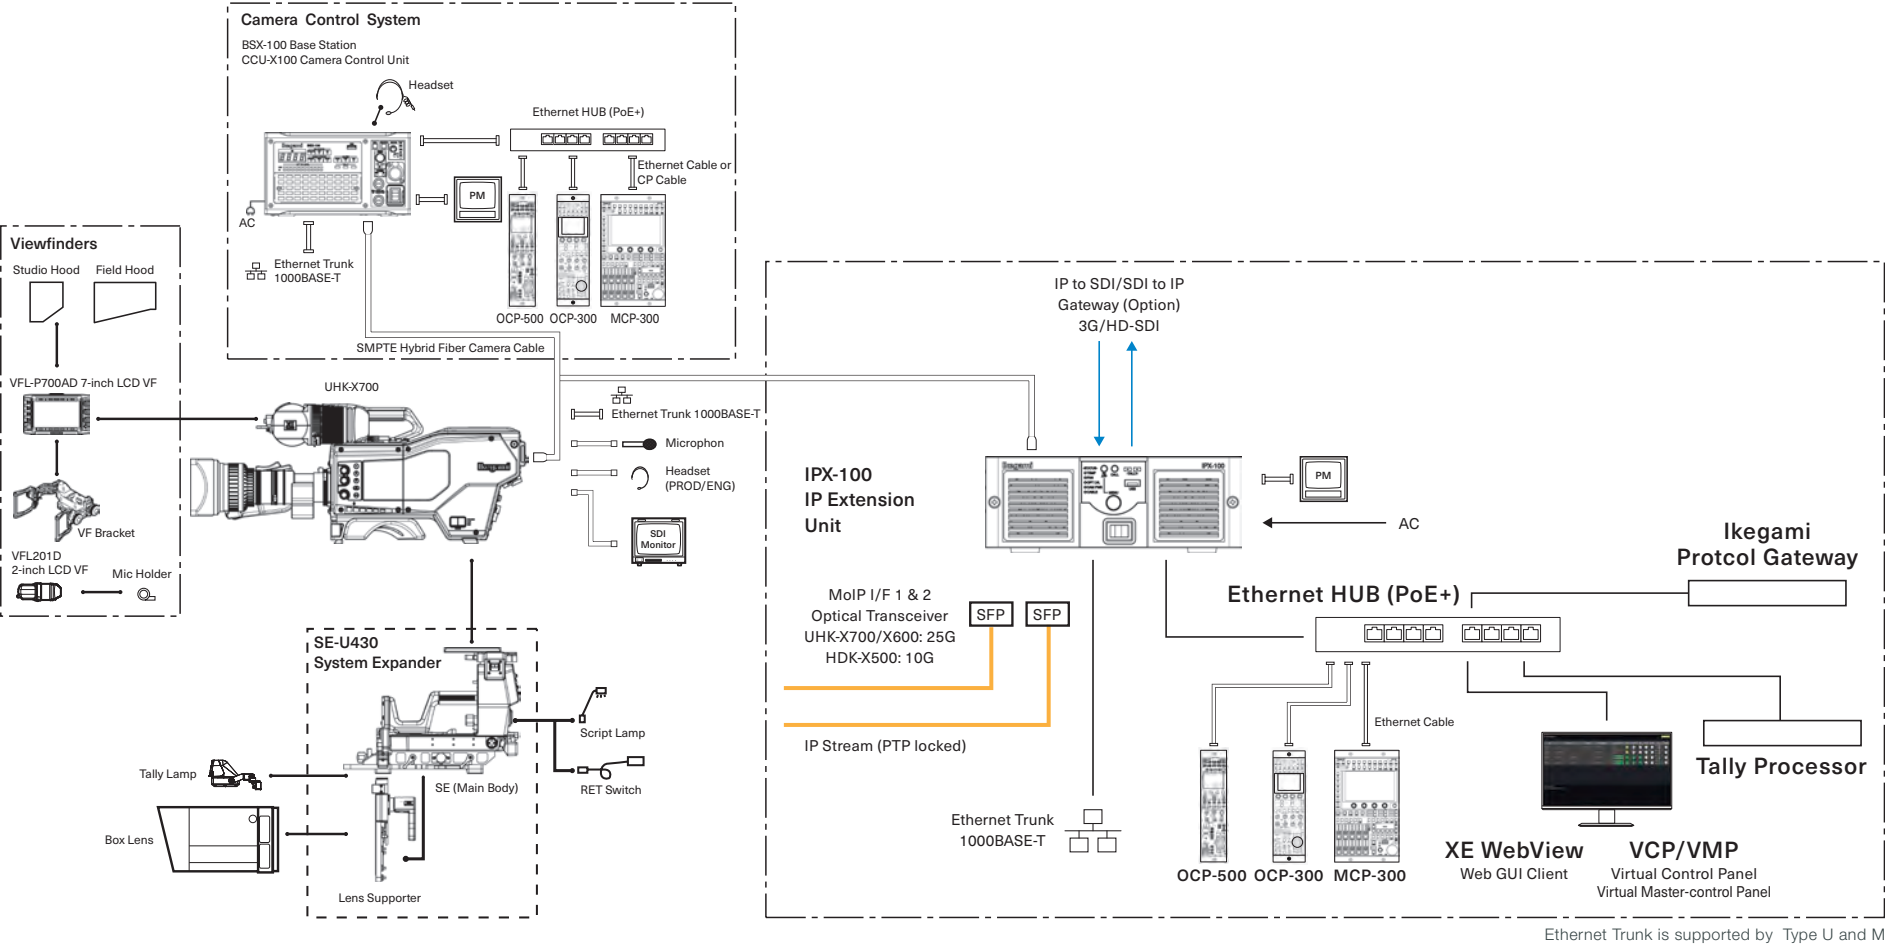 Camera Control System
BSX-100 Base Station
CCU-X100 Camera Control Unit
Headset
Ethernet HUB (PoE+)
Ikegami
Ethernet Cable or
CP Cable
PM
AC
Ethernet Trunk
1000BASE-T
OCP-500
OCP-300
MCP-300
SMPTE Hybrid Fiber Camera Cable
Viewfinders
Studio Hood
Field Hood
VFL-P700AD 7-inch LCD VF
VF Bracket
VFL201D
2-inch LCD VF
Mic Holder
UHK-X700
Ikegami
Ethernet Trunk 1000BASE-T
Microphon
Headset
(PROD/ENG)
SDI
Monitor
SE-U430
System Expander
Script Lamp
RET Switch
SE (Main Body)
Tally Lamp
Box Lens
Lens Supporter
IP to SDI/SDI to IP
Gateway (Option)
3G/HD-SDI
IPX-100
IP Extension
Unit
Ikegami
IPX-100
PM
AC
MoIP I/F 1 & 2
Optical Transceiver
UHK-X700/X600: 25G
HDK-X500: 10G
SFP
SFP
IP Stream (PTP locked)
Ethernet Trunk
1000BASE-T
Ikegami
Protcol Gateway
Ethernet HUB (PoE+)
Ethernet Cable
Tally Processor
OCP-500
OCP-300
MCP-300
XE WebView
Web GUI Client
VCP/VMP
Virtual Control Panel
Virtual Master-control Panel
Ethernet Trunk is supported by Type U and M